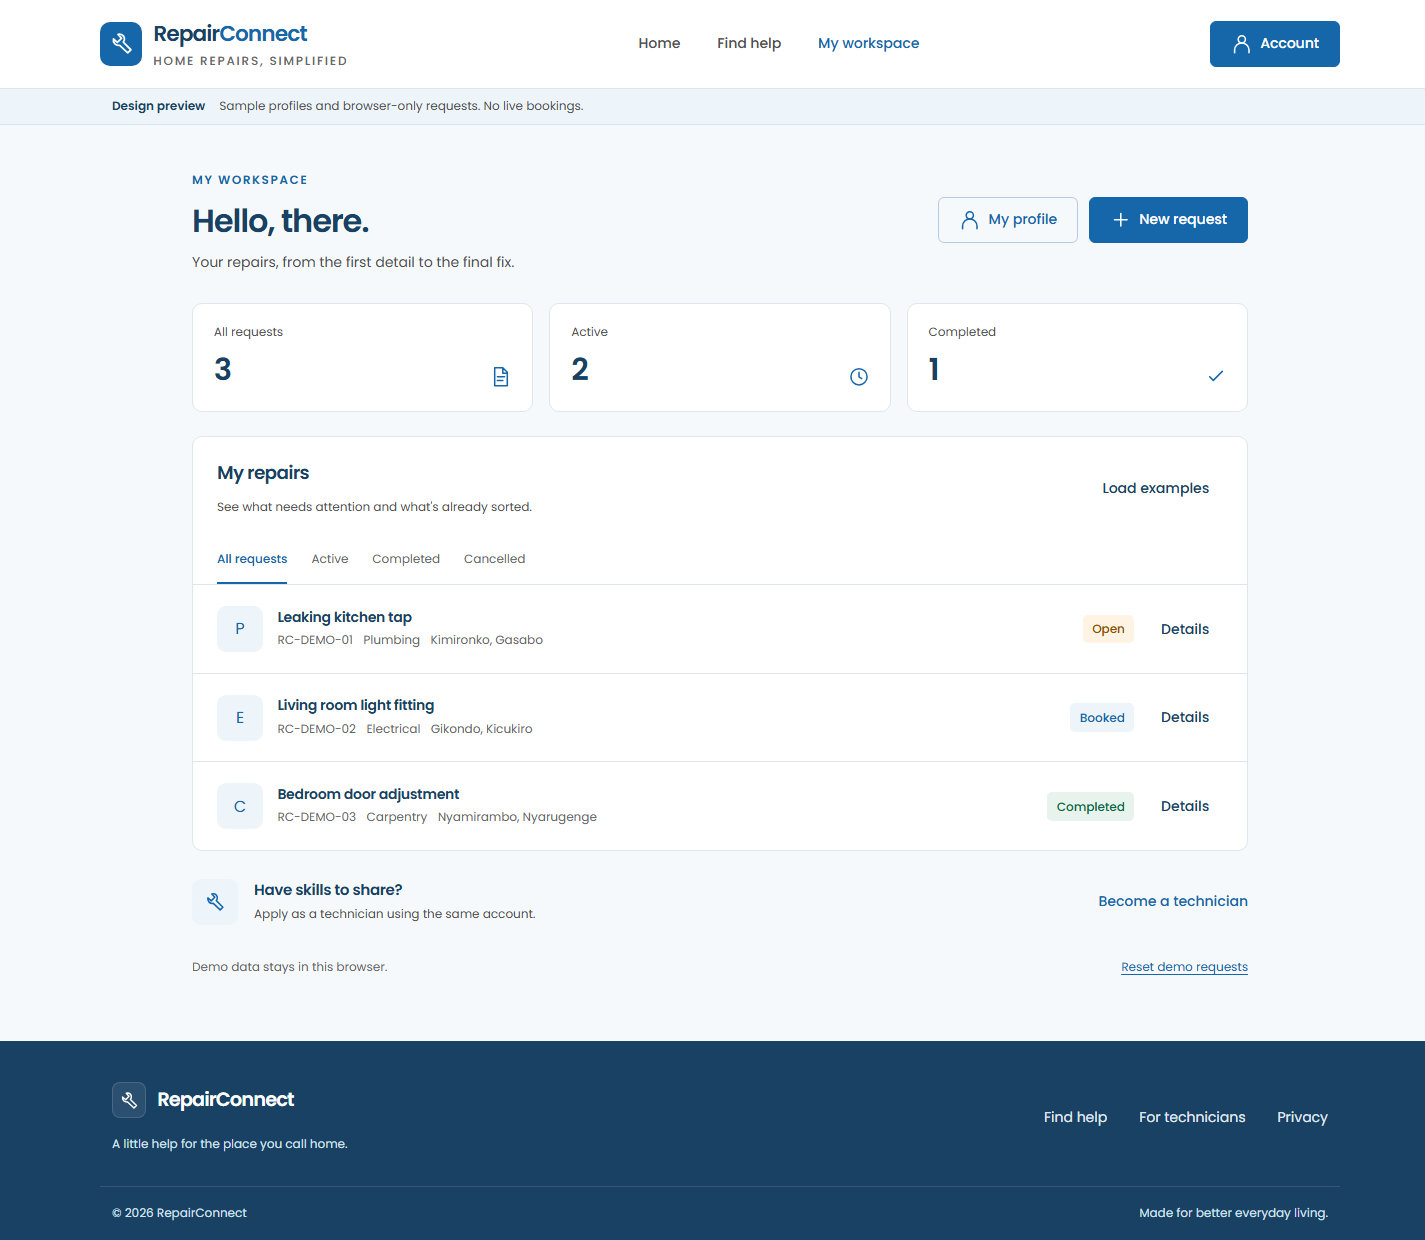 RepairConnect
HOME REPAIRS, SIMPLIFIED
Home
Find help
My workspace
Account
Design preview Sample profiles and browser-only requests. No live bookings.
MY WORKSPACE
Hello, there.
Your repairs, from the first detail to the final fix.
My profile
New request
All requests
3
Active
2
Completed
1
My repairs
See what needs attention and what's already sorted.
Load examples
All requests
Active
Completed
Cancelled
P
Leaking kitchen tap
RC-DEMO-01 Plumbing Kimironko, Gasabo
Open
Details
E
Living room light fitting
RC-DEMO-02 Electrical Gikondo, Kicukiro
Booked
Details
C
Bedroom door adjustment
RC-DEMO-03 Carpentry Nyamirambo, Nyarugenge
Completed
Details
Have skills to share?
Apply as a technician using the same account.
Become a technician
Demo data stays in this browser.
Reset demo requests
RepairConnect
A little help for the place you call home.
Find help
For technicians
Privacy
© 2026 RepairConnect
Made for better everyday living.